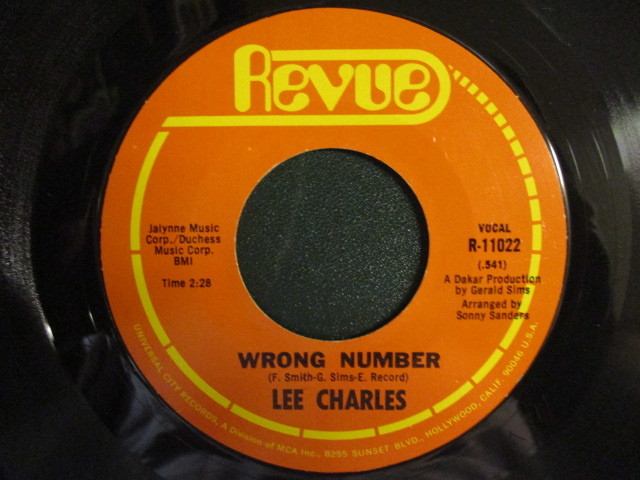 Revue
Jalynne Music
Corp./Duchess
Music Corp.
BMI
Time 2:28
VOCAL
R-11022
(.541)
A Dakar Production
by Gerald Sims
Arranged by
Sonny Sanders
WRONG NUMBER
(F. Smith-G. Sims-E. Record)
LEE CHARLES
UNIVERSAL CITY RECORDS, A Division of MCA Inc., 8255 SUNSET BLVD., HOLLYWOOD, CALIF. 90046 U.S.A.